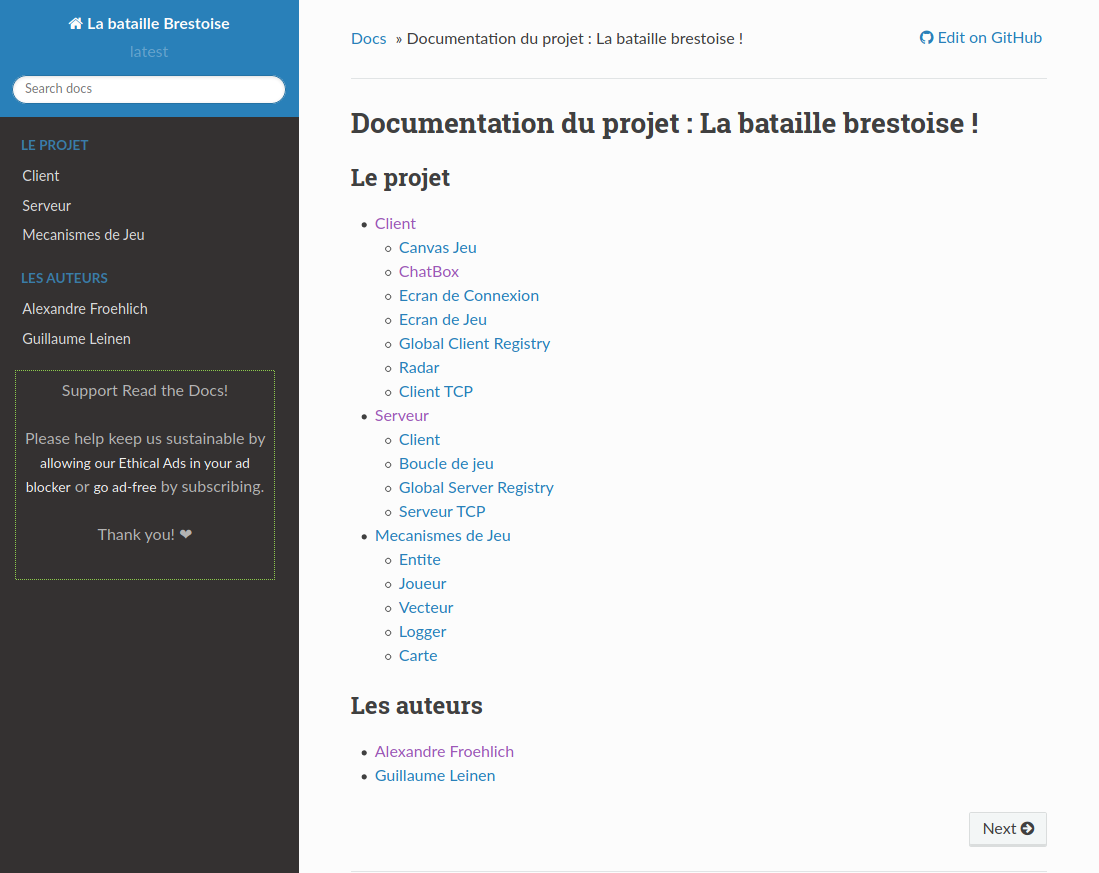 La bataille Brestoise
latest
Search docs
LE PROJET
Client
Serveur
Mecanismes de Jeu
LES AUTEURS
Alexandre Froehlich
Guillaume Leinen
Support Read the Docs!
Please help keep us sustainable by
allowing our Ethical Ads in your ad
blocker or go ad-free by subscribing.
Thank you! ❤
Docs » Documentation du projet : La bataille brestoise !
Edit on GitHub
Documentation du projet : La bataille brestoise !
Le projet
Client
Canvas Jeu
ChatBox
Ecran de Connexion
Ecran de Jeu
Global Client Registry
Radar
Client TCP
Serveur
Client
Boucle de jeu
Global Server Registry
Serveur TCP
Mecanismes de Jeu
Entite
Joueur
Vecteur
Logger
Carte
Les auteurs
Alexandre Froehlich
Guillaume Leinen
Next